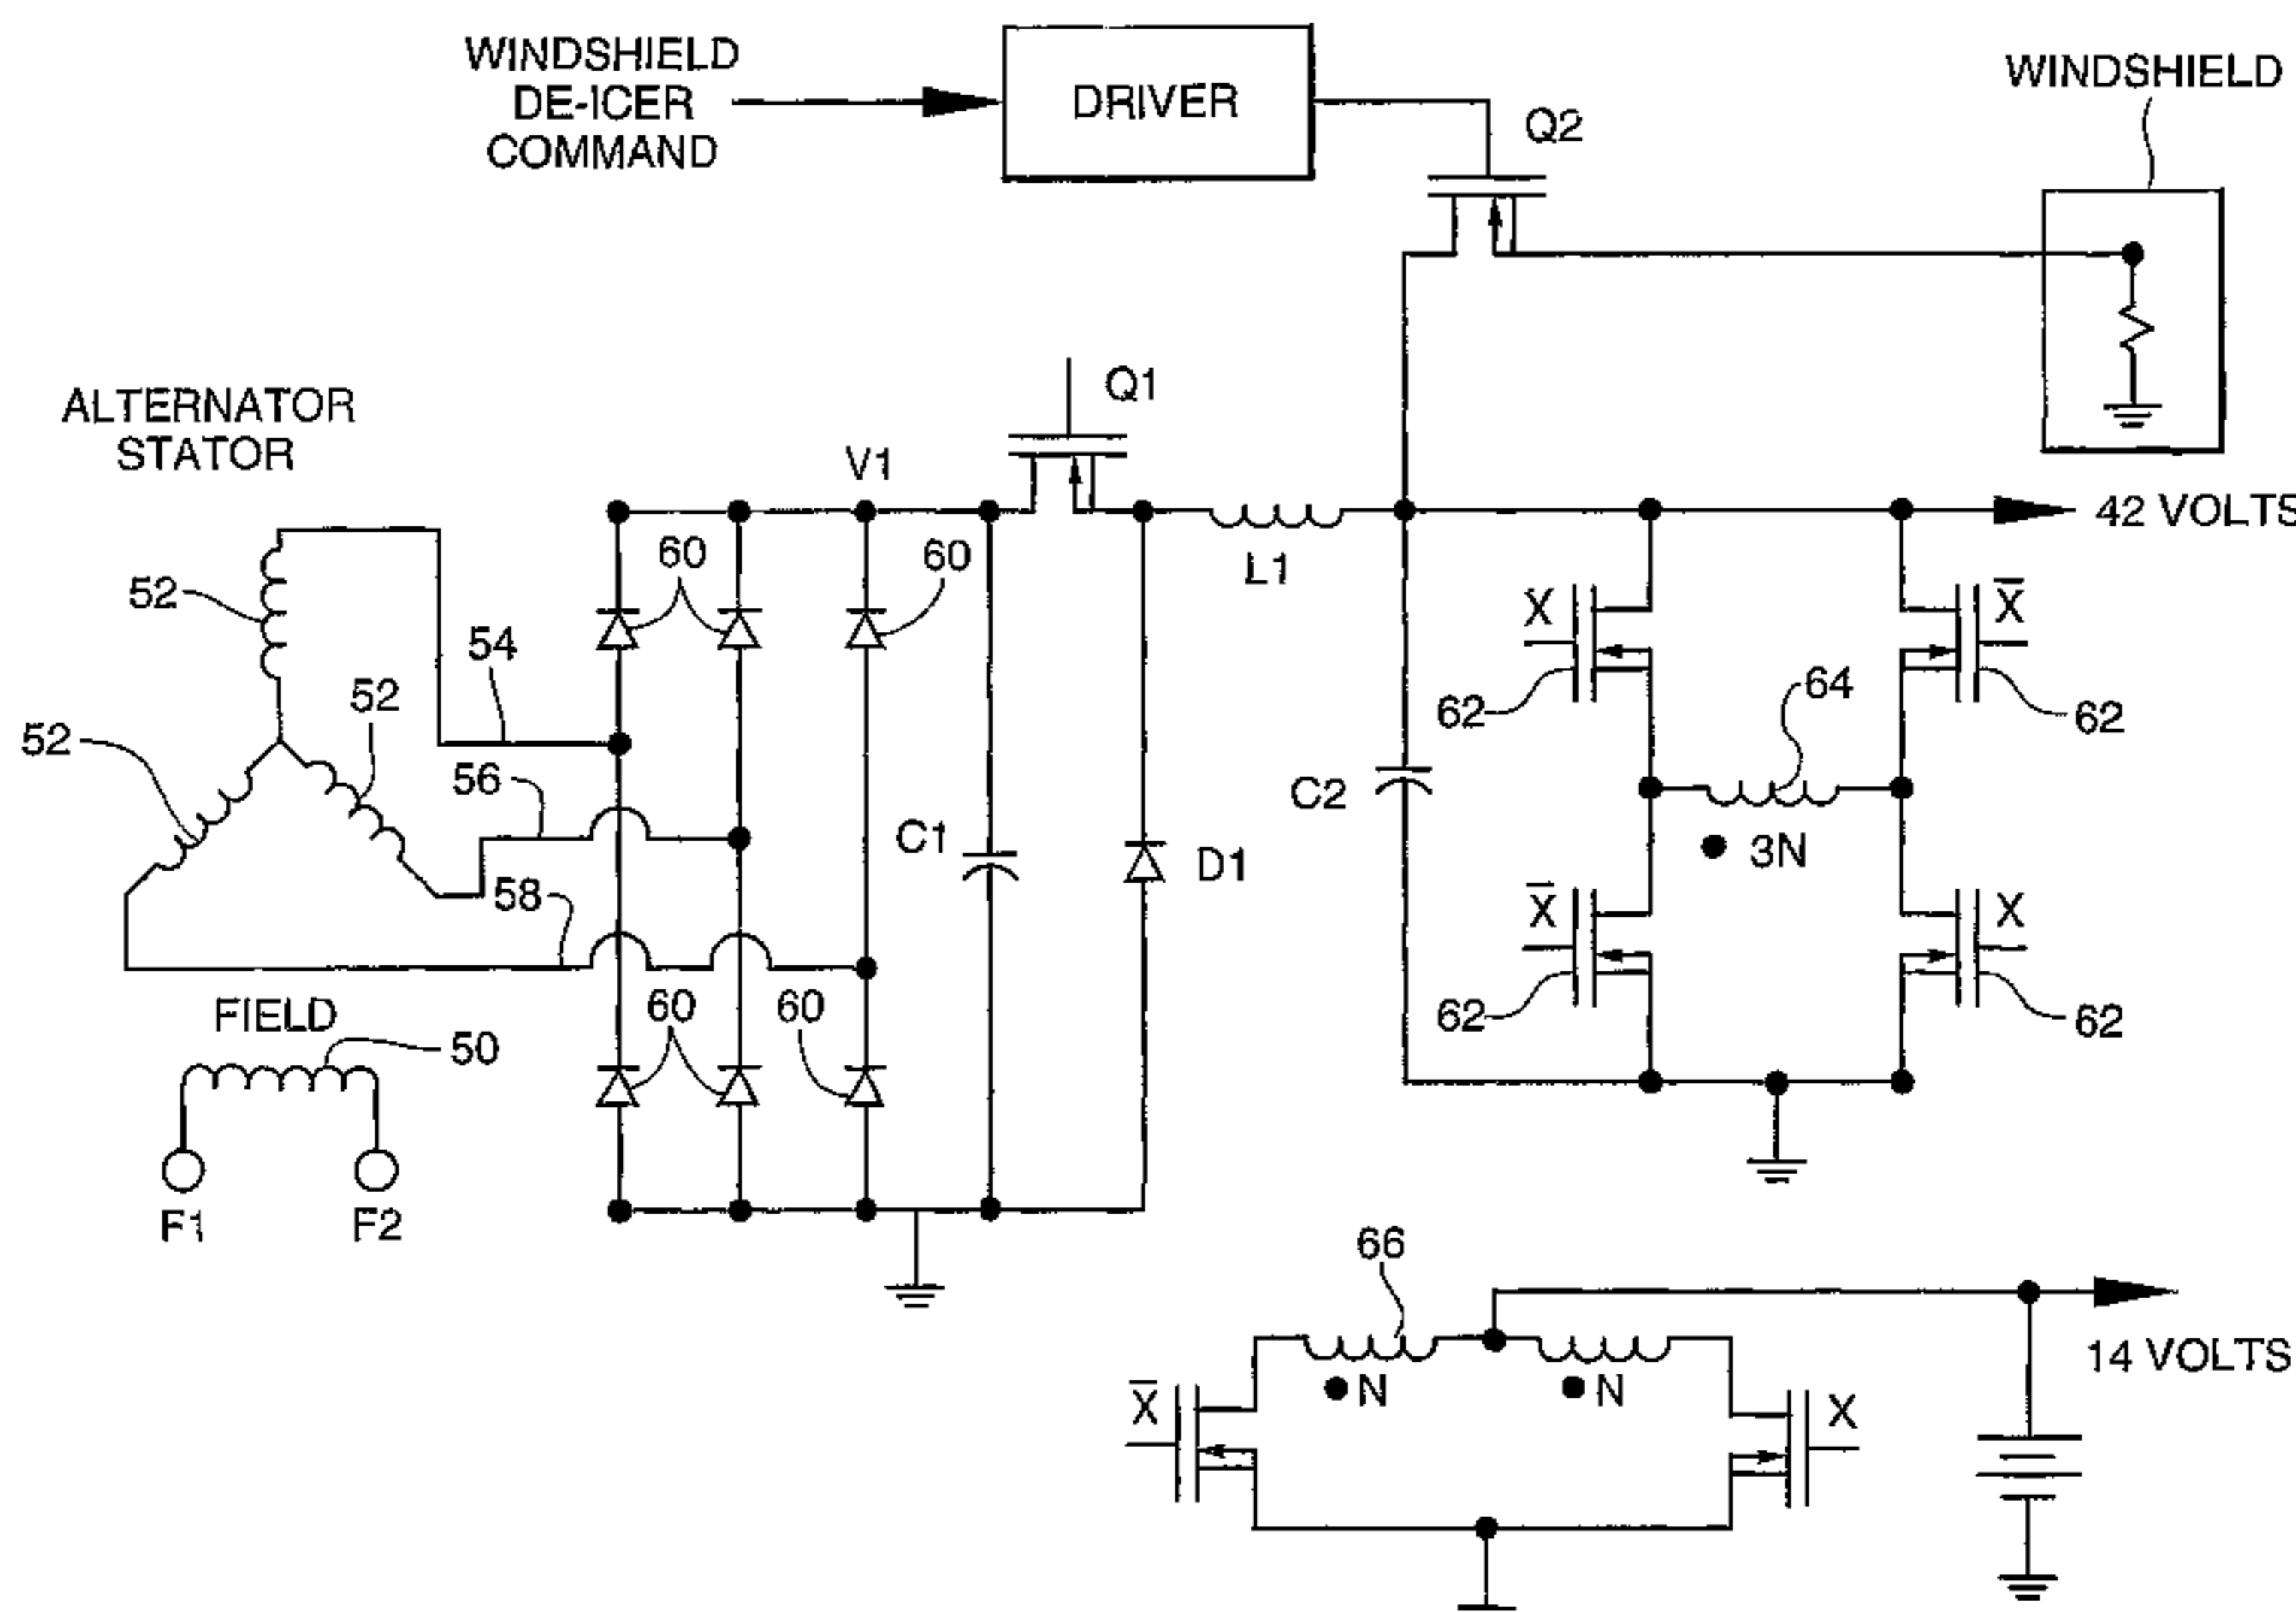 WINDSHIELD
DE-ICER
COMMAND
DRIVER
Q2
WINDSHIELD
ALTERNATOR
STATOR
Q1
V1
42 VOLTS
60
60
L1
52
54
X
X̅
64
52
52
62
62
56
C2
C1
3N
D1
58
X̅
X
60
60
62
62
FIELD
50
F1
F2
66
14 VOLTS
X̅
N
N
X